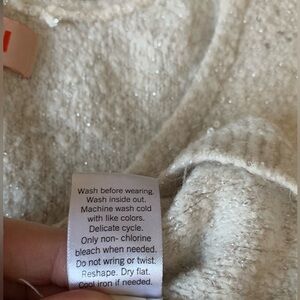 Wash before wearing.
Wash inside out.
Machine wash cold
with like colors.
Delicate cycle.
Only non- chlorine
bleach when needed.
Do not wring or twist.
Reshape. Dry flat.
Cool iron if needed.